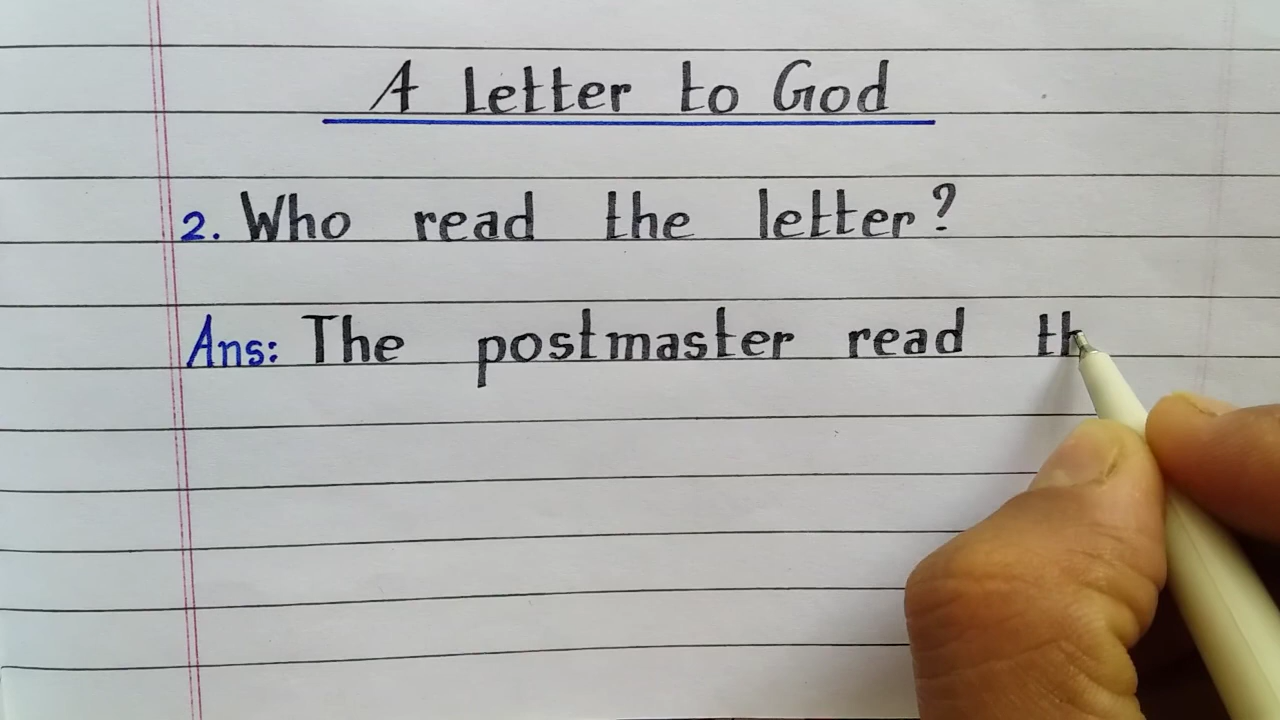 A Letter to God
2. Who read the letter?
Ans: The postmaster read th